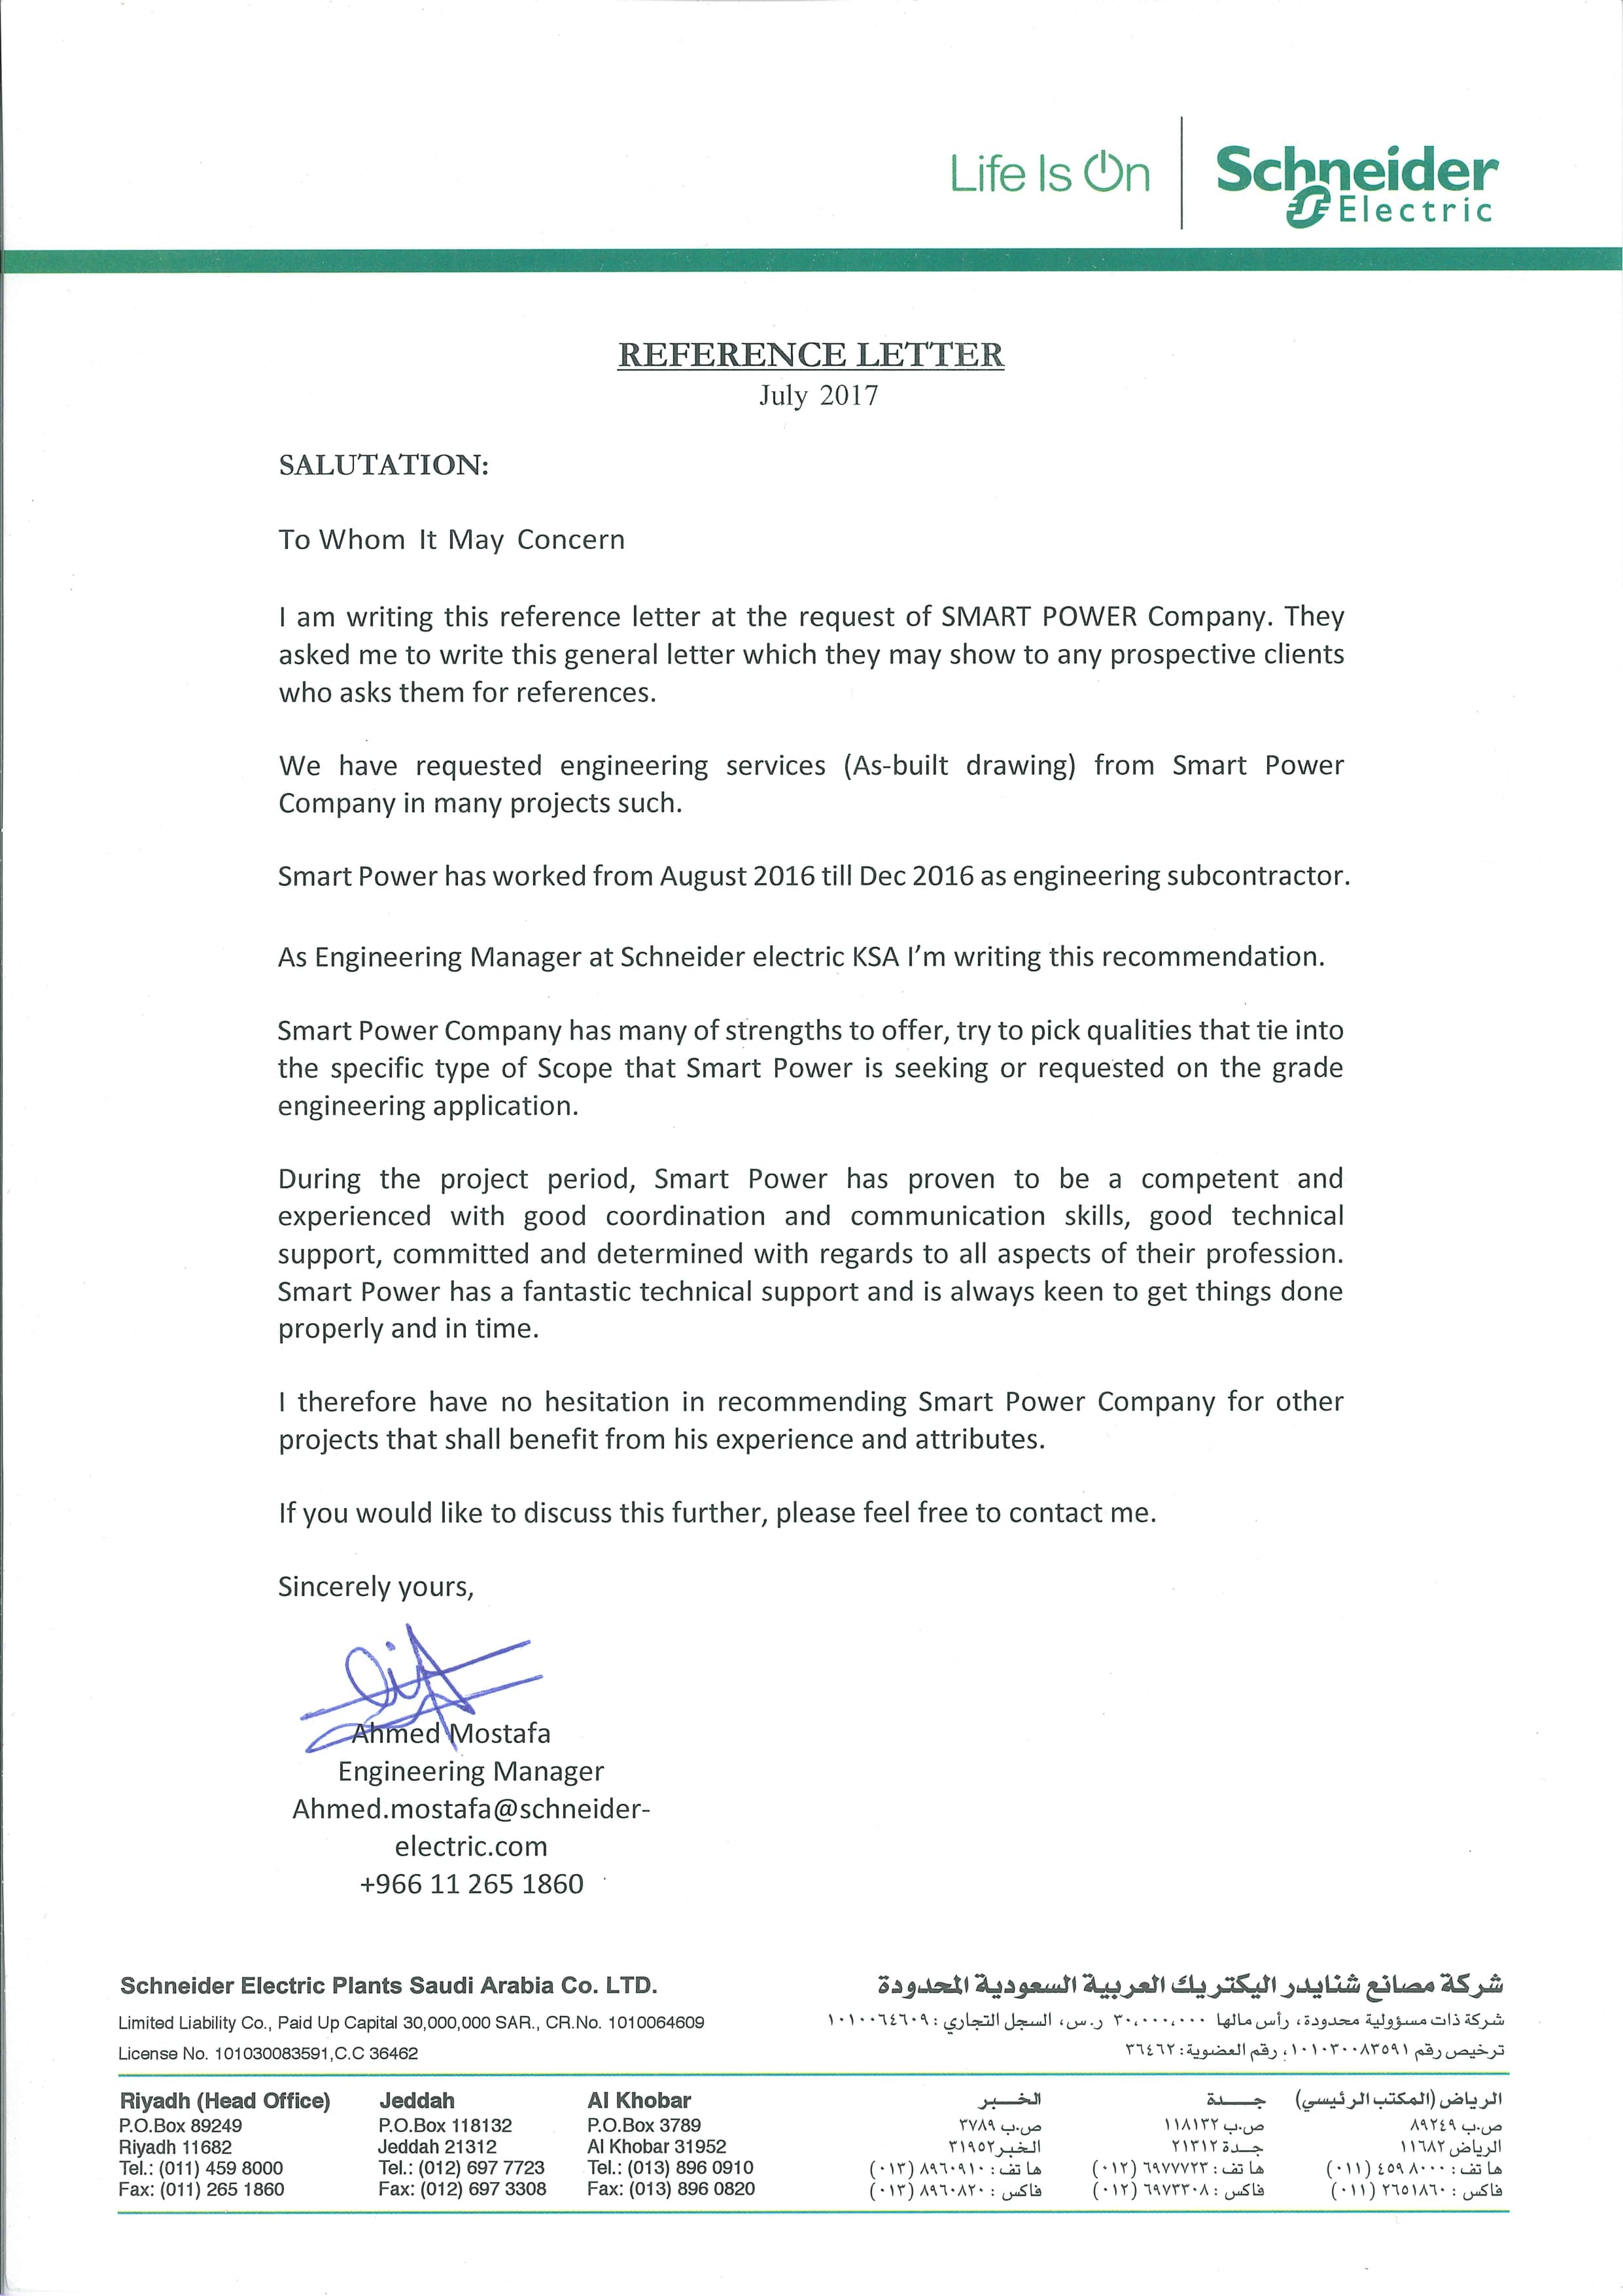 Life Is On
Schneider
Electric
REFERENCE LETTER
July 2017
SALUTATION:
To Whom It May Concern
I am writing this reference letter at the request of SMART POWER Company. They
asked me to write this general letter which they may show to any prospective clients
who asks them for references.
We have requested engineering services (As-built drawing) from Smart Power
Company in many projects such.
Smart Power has worked from August 2016 till Dec 2016 as engineering subcontractor.
As Engineering Manager at Schneider electric KSA I'm writing this recommendation.
Smart Power Company has many of strengths to offer, try to pick qualities that tie into
the specific type of Scope that Smart Power is seeking or requested on the grade
engineering application.
During the project period, Smart Power has proven to be a competent and
experienced with good coordination and communication skills, good technical
support, committed and determined with regards to all aspects of their profession.
Smart Power has a fantastic technical support and is always keen to get things done
properly and in time.
I therefore have no hesitation in recommending Smart Power Company for other
projects that shall benefit from his experience and attributes.
If you would like to discuss this further, please feel free to contact me.
Sincerely yours,
Ahmed Mostafa
Engineering Manager
Ahmed.mostafa@schneider-
electric.com
+966 11 265 1860
Schneider Electric Plants Saudi Arabia Co. LTD.
Limited Liability Co., Paid Up Capital 30,000,000 SAR., CR.No. 1010064609
License No. 101030083591,C.C 36462
شركة مصانع شنايدر اليكتريك العربية السعودية المحدودة
شركة ذات مسؤولية محدودة، رأس مالها ٣٠,٠٠٠,٠٠٠ ر.س، السجل التجاري : ١٠١٠٠٦٤٦٠٩
ترخيص رقم ١٠١٠٣٠٠٨٣٥٩١، رقم العضوية: ٣٦٤٦٢
Riyadh (Head Office)
P.O.Box 89249
Riyadh 11682
Tel.: (011) 459 8000
Fax: (011) 265 1860
Jeddah
P.O.Box 118132
Jeddah 21312
Tel.: (012) 697 7723
Fax: (012) 697 3308
Al Khobar
P.O.Box 3789
Al Khobar 31952
Tel.: (013) 896 0910
Fax: (013) 896 0820
الرياض (المكتب الرئيسي)
ص.ب ٨٩٢٤٩
الرياض ١١٦٨٢
هاتف : ٤٥٩٨٠٠٠ (٠١١)
فاكس : ٢٦٥١٨٦٠ (٠١١)
جـــدة
ص.ب ١١٨١٣٢
جـدة ٢١٣١٢
هاتف : ٦٩٧٧٧٢٣ (٠١٢)
فاكس : ٦٩٧٣٣٠٨ (٠١٢)
الخـــبر
ص.ب ٣٧٨٩
الخـبر ٣١٩٥٢
هاتف : ٨٩٦٠٩١٠ (٠١٣)
فاكس : ٨٩٦٠٨٢٠ (٠١٣)